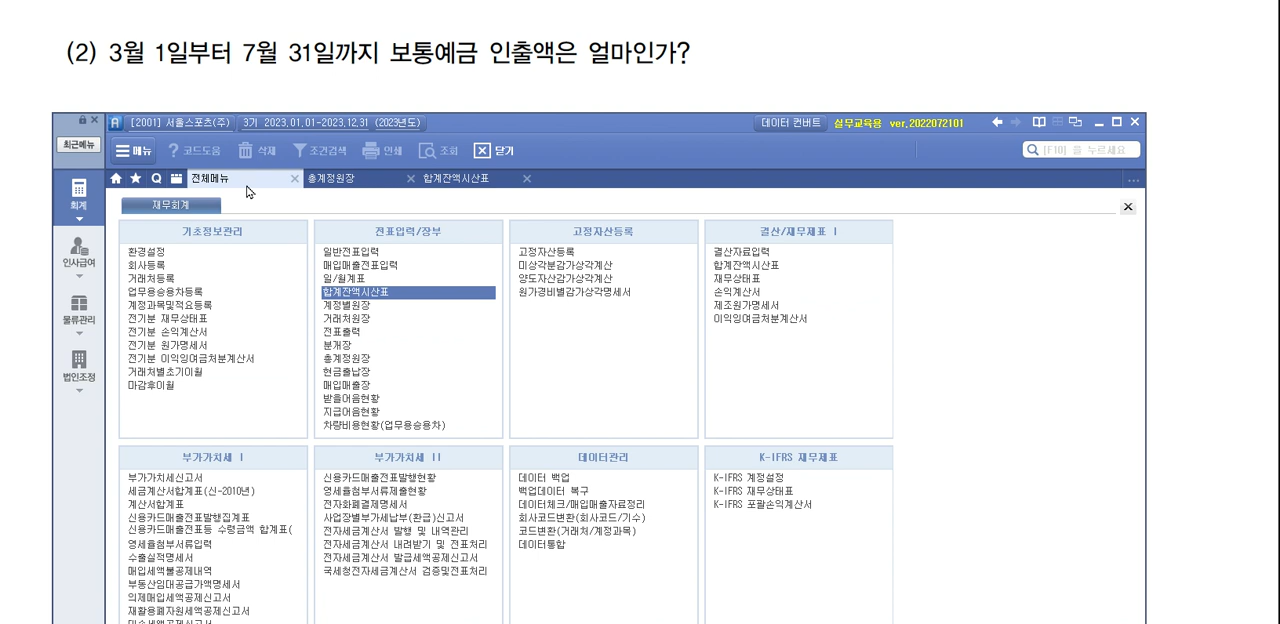 (2) 3월 1일부터 7월 31일까지 보통예금 인출액은 얼마인가?
[2001] 서울스포츠(주) 3기 2023.01.01~2023.12.31 (2023년도) 데이터 컨버트 실무교육용 ver.2022072101
최근메뉴
메뉴 ? 코드도움 삭제 조건검색 인쇄 조회 닫기 [F10] 를 누르세요
전체메뉴 총계정원장 합계잔액시산표
회계
인사급여
물류관리
법인조정
재무회계
기초정보관리
환경설정
회사등록
거래처등록
업무용승용차등록
계정과목및적요등록
전기분 재무상태표
전기분 손익계산서
전기분 원가명세서
전기분 이익잉여금처분계산서
거래처별초기이월
마감후이월
전표입력/장부
일반전표입력
매입매출전표입력
일/월계표
합계잔액시산표
계정별원장
거래처원장
전표출력
분개장
총계정원장
현금출납장
매입매출장
받을어음현황
지급어음현황
차량비용현황(업무용승용차)
고정자산등록
고정자산등록
미상각분감가상각계산
양도자산감가상각계산
원가경비별감가상각명세서
결산/재무제표 I
결산자료입력
합계잔액시산표
재무상태표
손익계산서
제조원가명세서
이익잉여금처분계산서
부가가치세 I
부가가치세신고서
세금계산서합계표(신-2010년)
계산서합계표
신용카드매출전표발행집계표
신용카드매출전표등 수령금액 합계표(
영세율첨부서류입력
수출실적명세서
매입세액불공제내역
부동산임대공급가액명세서
의제매입세액공제신고서
재활용폐자원세액공제신고서
부가가치세 II
신용카드매출전표발행현황
영세율첨부서류제출현황
전자화폐결제명세서
사업장별부가세납부(환급)신고서
전자세금계산서 발행 및 내역관리
전자세금계산서 내려받기 및 전표처리
전자세금계산서 발급세액공제신고서
국세청전자세금계산서 검증및전표처리
데이터관리
데이터 백업
백업데이터 복구
데이터체크/매입매출자료정리
회사코드변환(회사코드/기수)
코드변환(거래처/계정과목)
데이터통합
K-IFRS 재무제표
K-IFRS 계정설정
K-IFRS 재무상태표
K-IFRS 포괄손익계산서